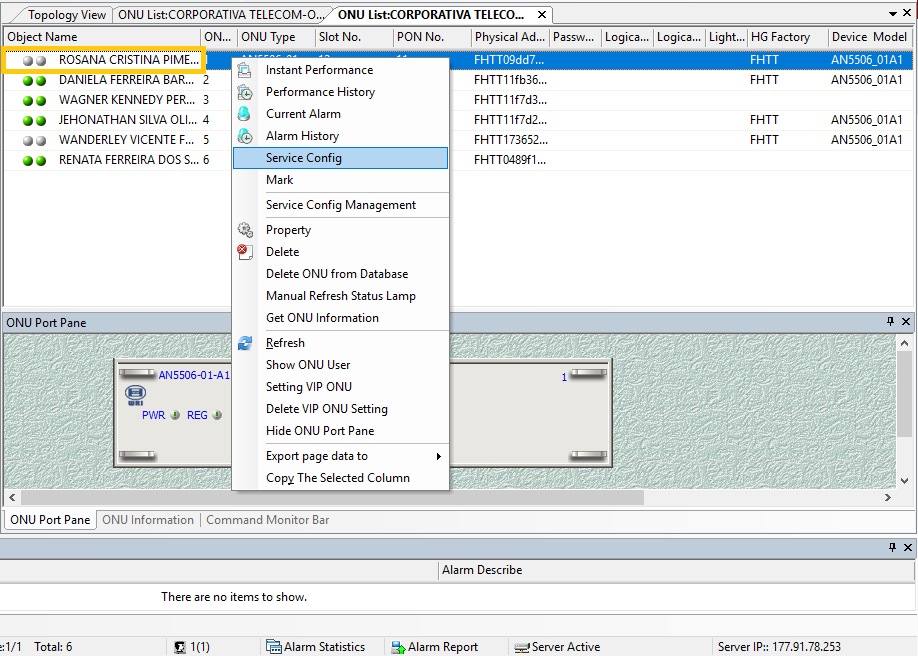 Topology View
ONU List:CORPORATIVA TELECOM-O...
ONU List:CORPORATIVA TELECO...
Object Name ON... ONU Type Slot No. PON No. Physical Ad... Passw... Logica... Logica... Light... HG Factory Device Model
ROSANA CRISTINA PIME... FHTT09dd7... FHTT AN5506_01A1
DANIELA FERREIRA BAR... 2 FHTT11fb36... FHTT AN5506_01A1
WAGNER KENNEDY PER... 3 FHTT11f7d3...
JEHONATHAN SILVA OLI... 4 FHTT11f7d2... FHTT AN5506_01A1
WANDERLEY VICENTE F... 5 FHTT173652... FHTT AN5506_01A1
RENATA FERREIRA DOS S... 6 FHTT0489f1...
Instant Performance
Performance History
Current Alarm
Alarm History
Service Config
Mark
Service Config Management
Property
Delete
Delete ONU from Database
Manual Refresh Status Lamp
Get ONU Information
Refresh
Show ONU User
Setting VIP ONU
Delete VIP ONU Setting
Hide ONU Port Pane
Export page data to
Copy The Selected Column
ONU Port Pane
AN5506-01-A1 1
WRI
PWR REG
ONU Port Pane ONU Information Command Monitor Bar
Alarm Describe
There are no items to show.
e:1/1 Total: 6 1(1) Alarm Statistics Alarm Report Server Active Server IP:: 177.91.78.253